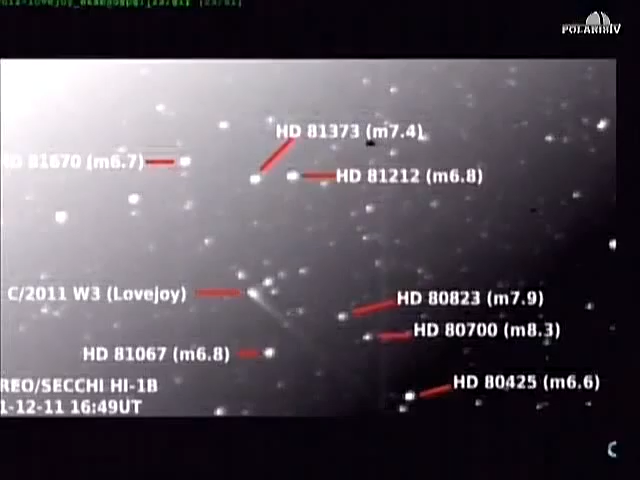 POLARIMIV
HD 81373 (m7.4)
HD 81670 (m6.7)
HD 81212 (m6.8)
C/2011 W3 (Lovejoy)
HD 80823 (m7.9)
HD 80700 (m8.3)
HD 81067 (m6.8)
HD 80425 (m6.6)
REO/SECCHI HI-1B
1-12-11 16:49UT